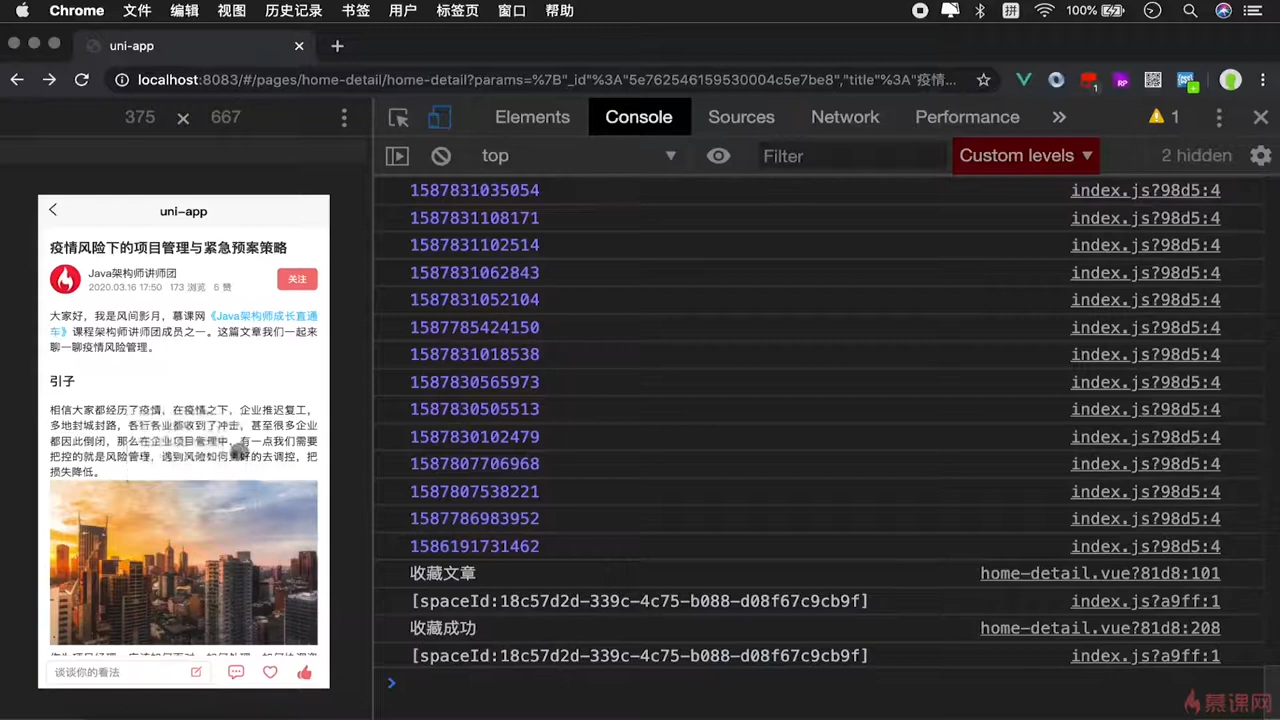 Chrome 文件 编辑 视图 历史记录 书签 用户 标签页 窗口 帮助 拼 100%
uni-app
localhost:8083/#/pages/home-detail/home-detail?params=%7B"_id"%3A"5e762546159530004c5e7be8","title"%3A"疫情… RP 1
375 667
Elements Console Sources Network Performance 1
top Filter Custom levels 2 hidden
1587831035054 index.js?98d5:4
1587831108171 index.js?98d5:4
1587831102514 index.js?98d5:4
1587831062843 index.js?98d5:4
1587831052104 index.js?98d5:4
1587785424150 index.js?98d5:4
1587831018538 index.js?98d5:4
1587830565973 index.js?98d5:4
1587830505513 index.js?98d5:4
1587830102479 index.js?98d5:4
1587807706968 index.js?98d5:4
1587807538221 index.js?98d5:4
1587786983952 index.js?98d5:4
1586191731462 index.js?98d5:4
收藏文章 home-detail.vue?81d8:101
[spaceId:18c57d2d-339c-4c75-b088-d08f67c9cb9f] index.js?a9ff:1
收藏成功 home-detail.vue?81d8:208
[spaceId:18c57d2d-339c-4c75-b088-d08f67c9cb9f] index.js?a9ff:1
uni-app
疫情风险下的项目管理与紧急预案策略
Java架构师讲师团
2020.03.16 17:50 173 浏览 6 赞
关注
大家好，我是风间影月，慕课网《Java架构师成长直通
车》课程架构师讲师团成员之一。这篇文章我们一起来
聊一聊疫情风险管理。
引子
相信大家都经历了疫情，在疫情之下，企业推迟复工，
多地封城封路，各行各业都收到了冲击，甚至很多企业
都因此倒闭，那么在企业项目管理中，有一点我们需要
把控的就是风险管理，遇到风险如何更好的去调控，把
损失降低。
谈谈你的看法
慕课网